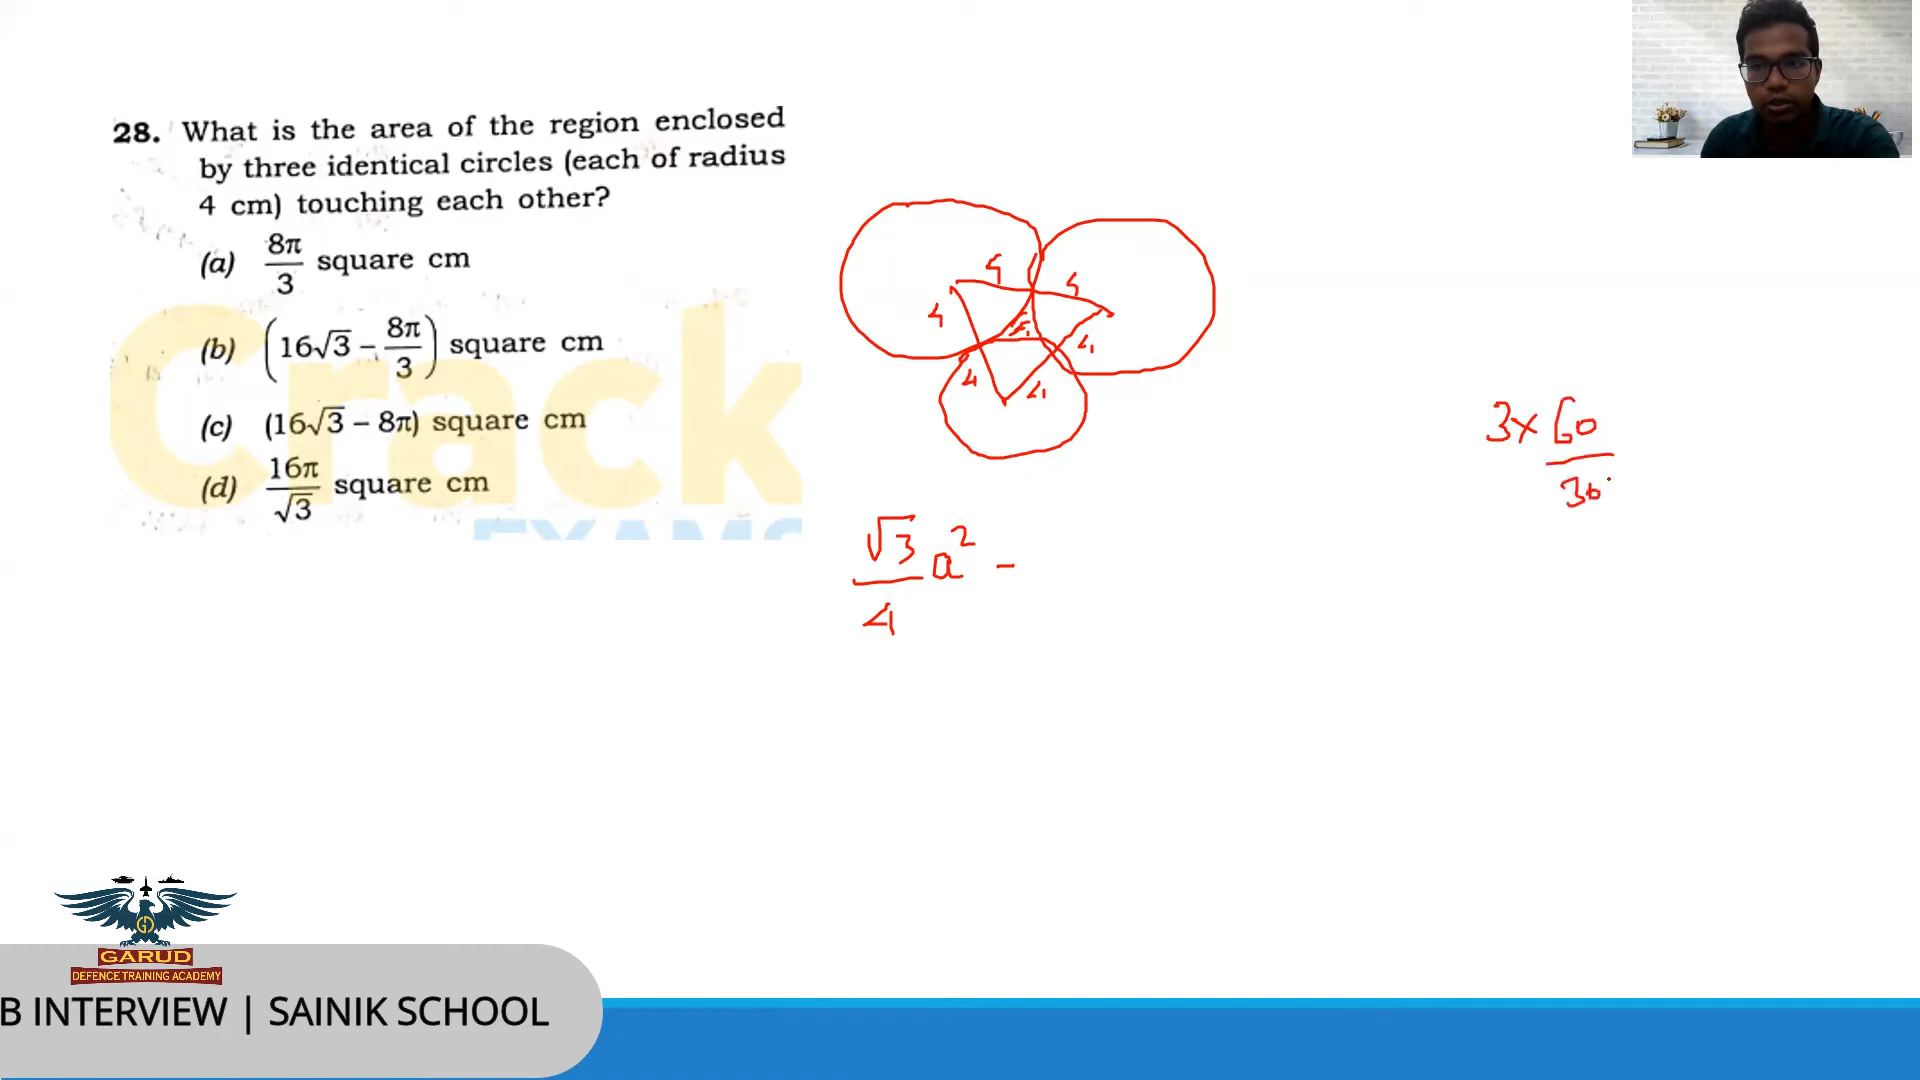 28. What is the area of the region enclosed
by three identical circles (each of radius
4 cm) touching each other?
(a) 8π/3 square cm
(b) (16√3 − 8π/3) square cm
(c) (16√3 − 8π) square cm
(d) 16π/√3 square cm
Crack
EXAMS
4 4
4
4
4 4
√3/4 a² −
3 × 60
GARUD
DEFENCE TRAINING ACADEMY
B INTERVIEW | SAINIK SCHOOL